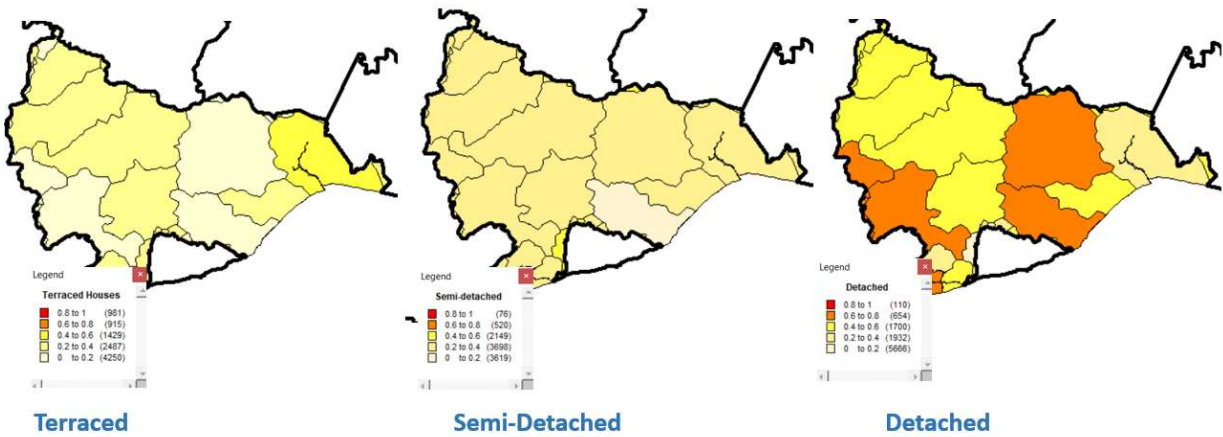 Legend
Terraced Houses
0.8 to 1 (981)
0.6 to 0.8 (915)
0.4 to 0.6 (1429)
0.2 to 0.4 (2487)
0 to 0.2 (4250)
Terraced
Legend
Semi-detached
0.8 to 1 (76)
0.6 to 0.8 (520)
0.4 to 0.6 (2149)
0.2 to 0.4 (3698)
0 to 0.2 (3619)
Semi-Detached
Legend
Detached
0.8 to 1 (110)
0.6 to 0.8 (654)
0.4 to 0.6 (1700)
0.2 to 0.4 (1932)
0 to 0.2 (5666)
Detached